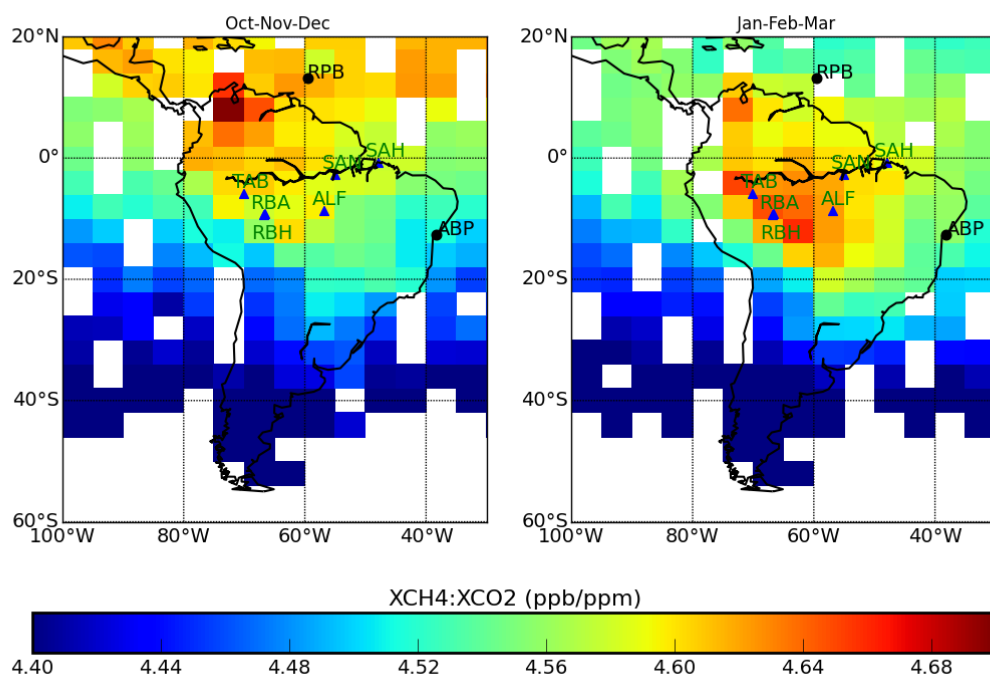 Oct-Nov-Dec
Jan-Feb-Mar
20°N
20°N
RPB
RPB
0°
0°
SAH
SAN
SAH
SAN
TAB
ALF
RBA
RBH
TAB
ALF
RBA
RBH
ABP
ABP
20°S
20°S
40°S
40°S
60°S
60°S
100°W
80°W
60°W
40°W
100°W
80°W
60°W
40°W
XCH4:XCO2 (ppb/ppm)
4.40
4.44
4.48
4.52
4.56
4.60
4.64
4.68